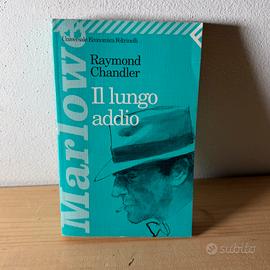 Universale Economica Feltrinelli
Raymond
Chandler
Il lungo
addio
Marlowe
subito